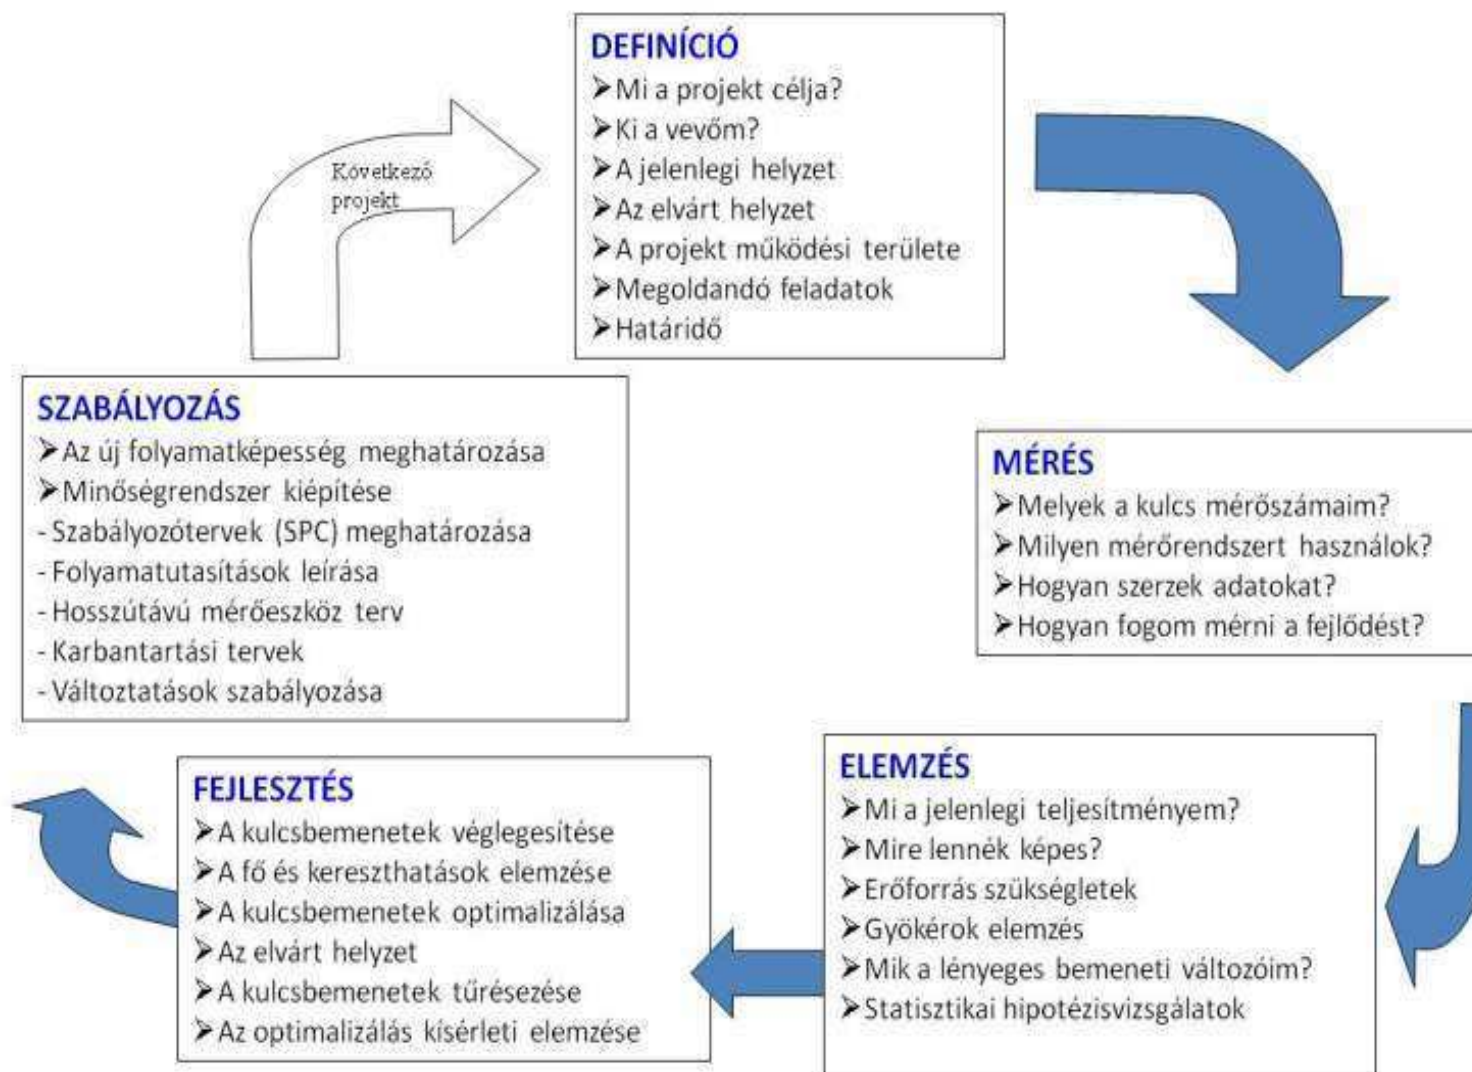 DEFINÍCIÓ
➤Mi a projekt célja?
➤Ki a vevőm?
➤A jelenlegi helyzet
➤Az elvárt helyzet
➤A projekt működési területe
➤Megoldandó feladatok
➤Határidő
MÉRÉS
➤Melyek a kulcs mérőszámaim?
➤Milyen mérőrendszert használok?
➤Hogyan szerzek adatokat?
➤Hogyan fogom mérni a fejlődést?
ELEMZÉS
➤Mi a jelenlegi teljesítményem?
➤Mire lennék képes?
➤Erőforrás szükségletek
➤Gyökérok elemzés
➤Mik a lényeges bemeneti változóim?
➤Statisztikai hipotézisvizsgálatok
FEJLESZTÉS
➤A kulcsbemenetek véglegesítése
➤A fő és kereszthatások elemzése
➤A kulcsbemenetek optimalizálása
➤Az elvárt helyzet
➤A kulcsbemenetek tűrésezése
➤Az optimalizálás kísérleti elemzése
SZABÁLYOZÁS
➤Az új folyamatképesség meghatározása
➤Minőségrendszer kiépítése
- Szabályozótervek (SPC) meghatározása
- Folyamatutasítások leírása
- Hosszútávú mérőeszköz terv
- Karbantartási tervek
- Változtatások szabályozása
Következő
projekt